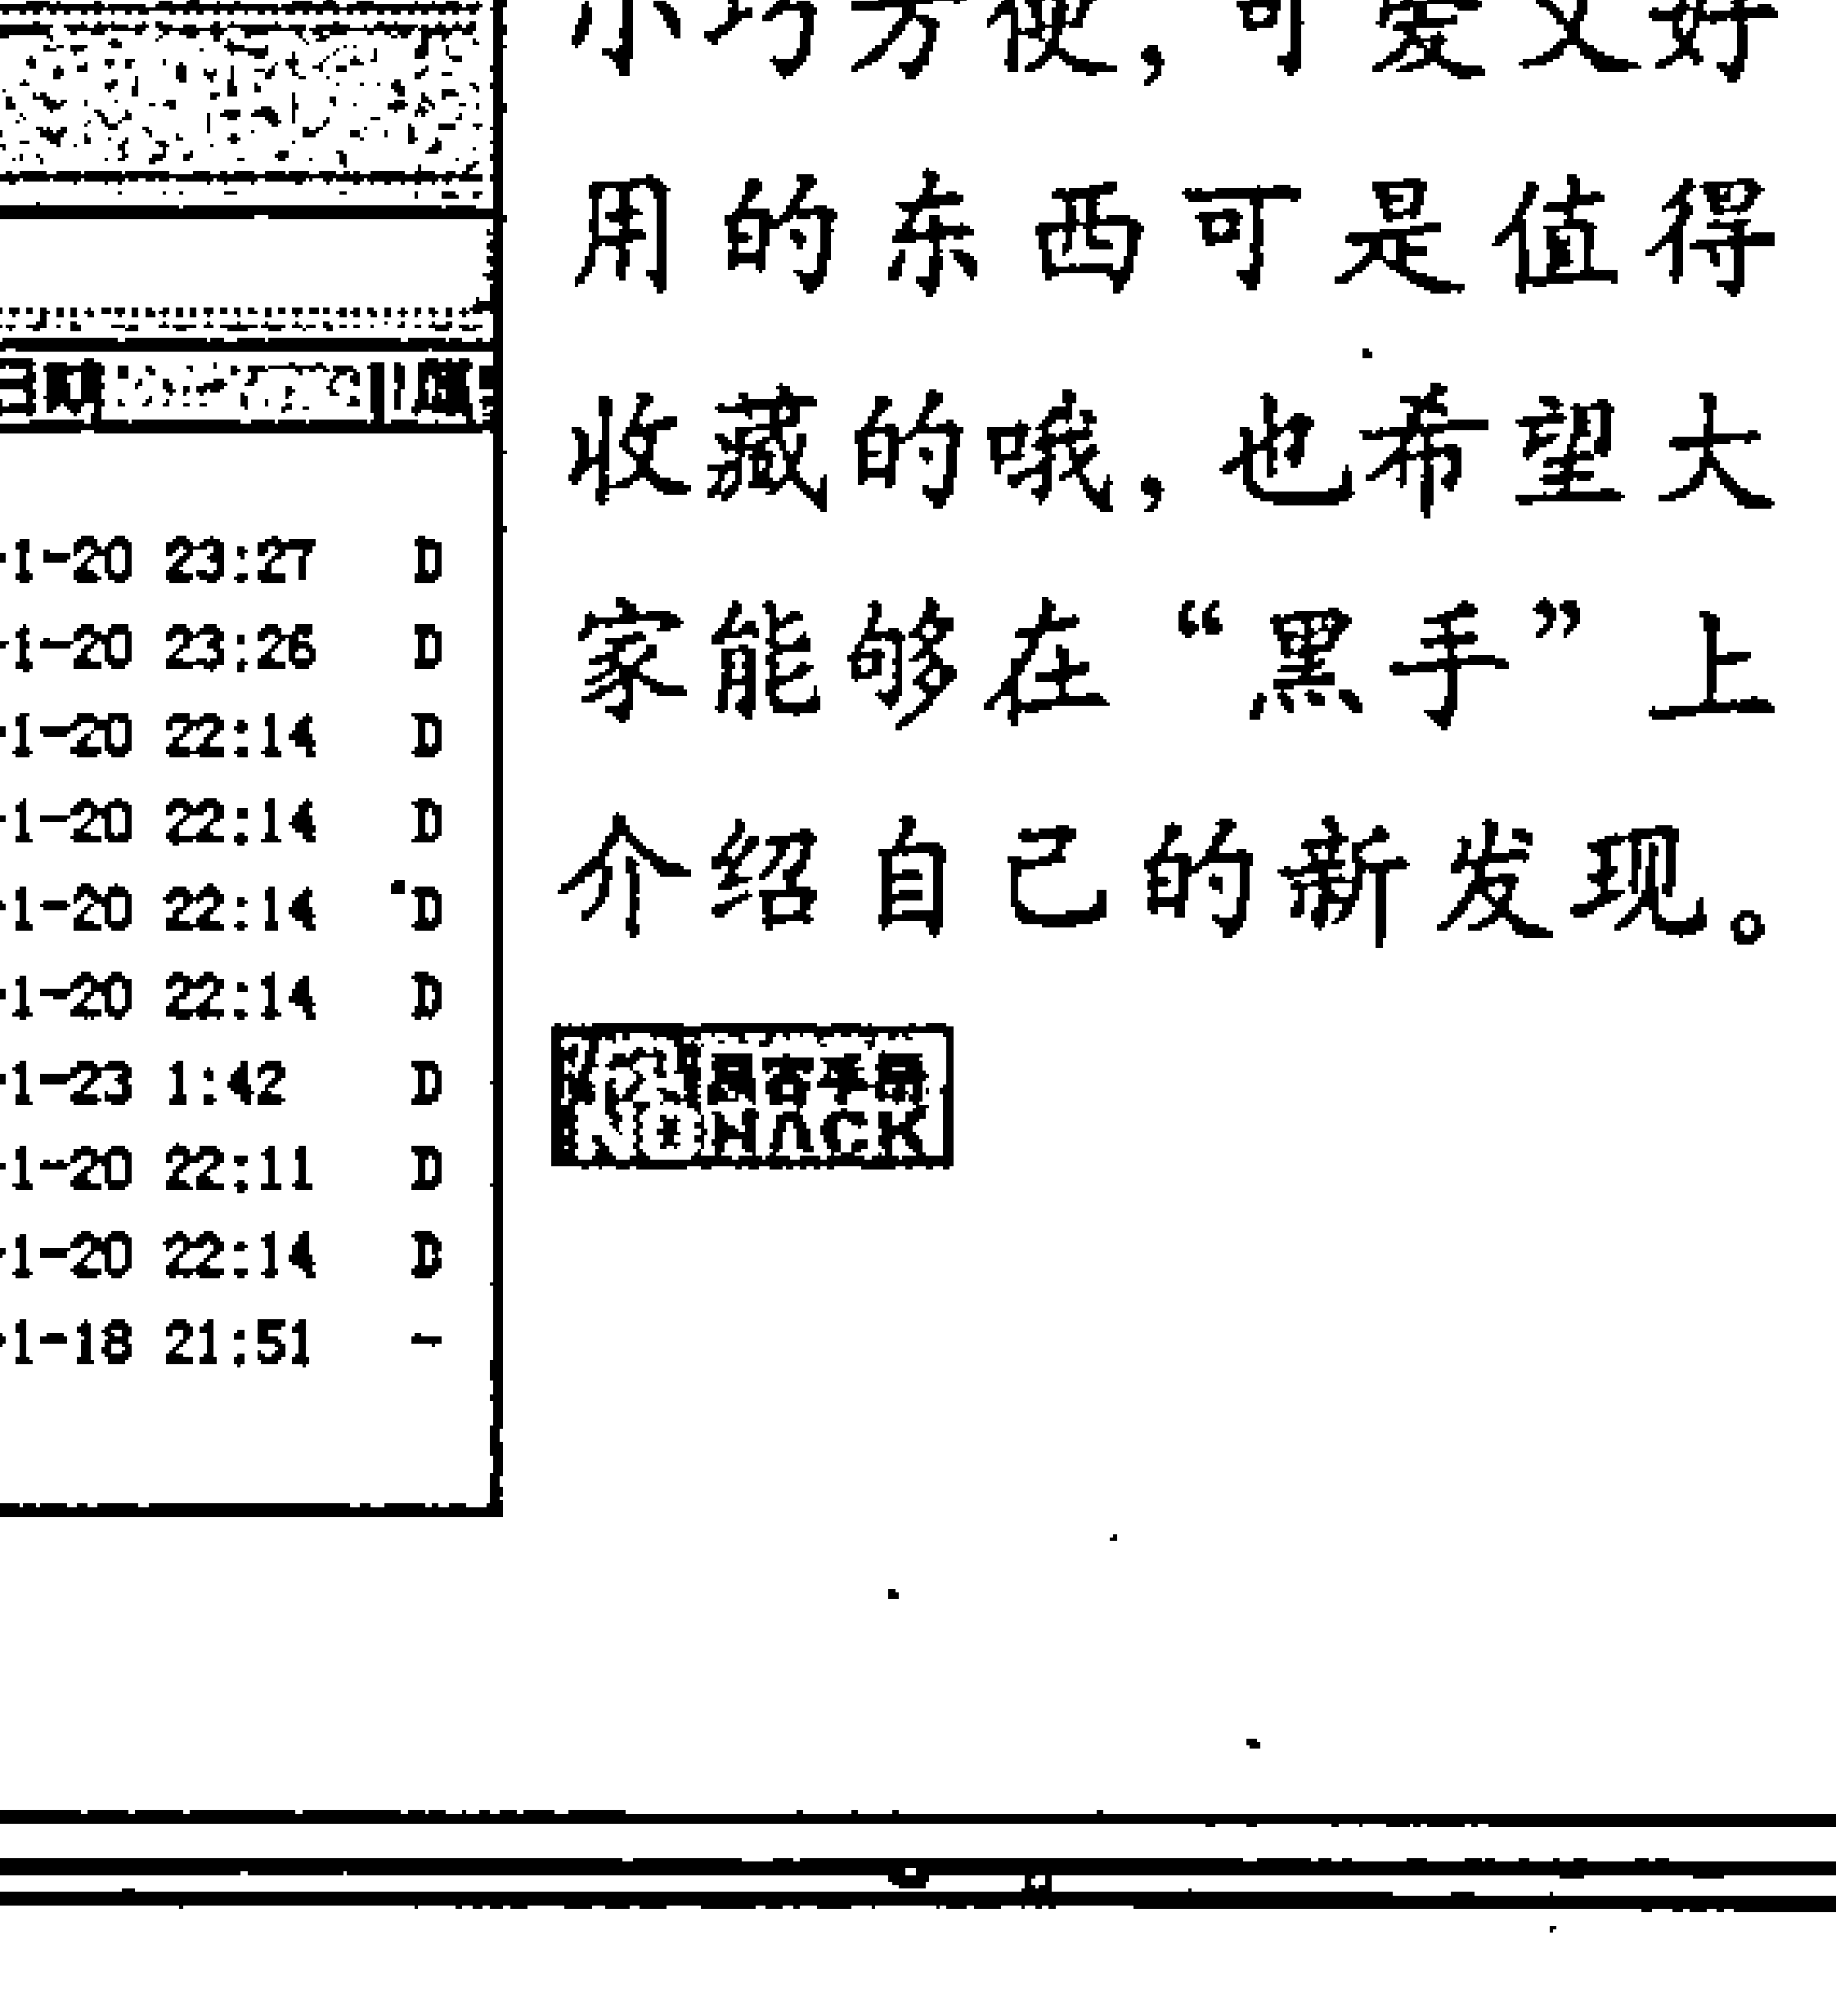 小巧方便，可爱又好
用的东西可是值得
收藏的哦，也希望大
家能够在“黑手”上
介绍自己的新发现。
NOHACK
-1-20 23:27 D
-1-20 23:26 D
-1-20 22:14 D
-1-20 22:14 D
-1-20 22:14 D
-1-20 22:14 D
-1-23 1:42 D
-1-20 22:11 D
-1-20 22:14 D
-1-18 21:51 ~